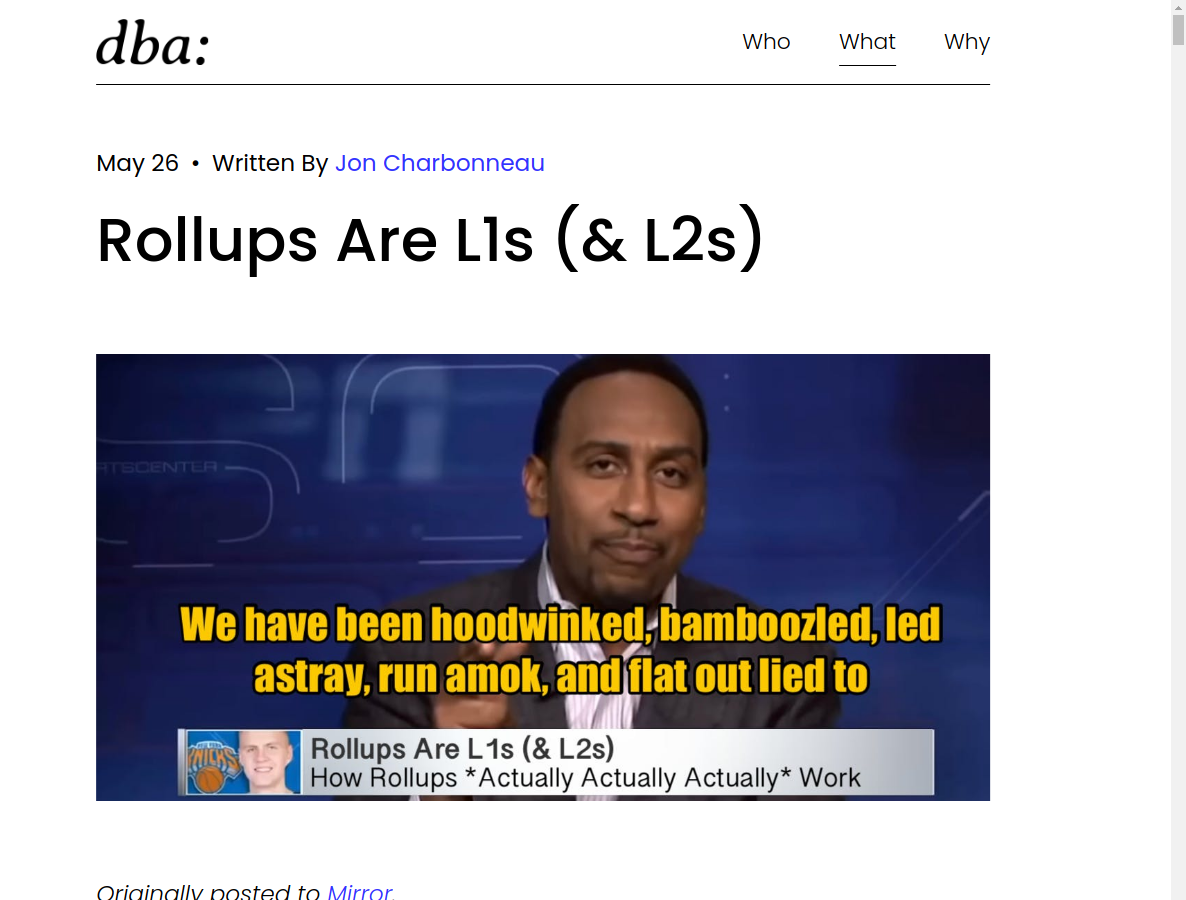 dba:
Who What Why
May 26 • Written By Jon Charbonneau
Rollups Are L1s (& L2s)
RTSCENTER
We have been hoodwinked, bamboozled, led
astray, run amok, and flat out lied to
NEW YORK
KNICKS
Rollups Are L1s (& L2s)
How Rollups *Actually Actually Actually* Work
Originally posted to Mirror.